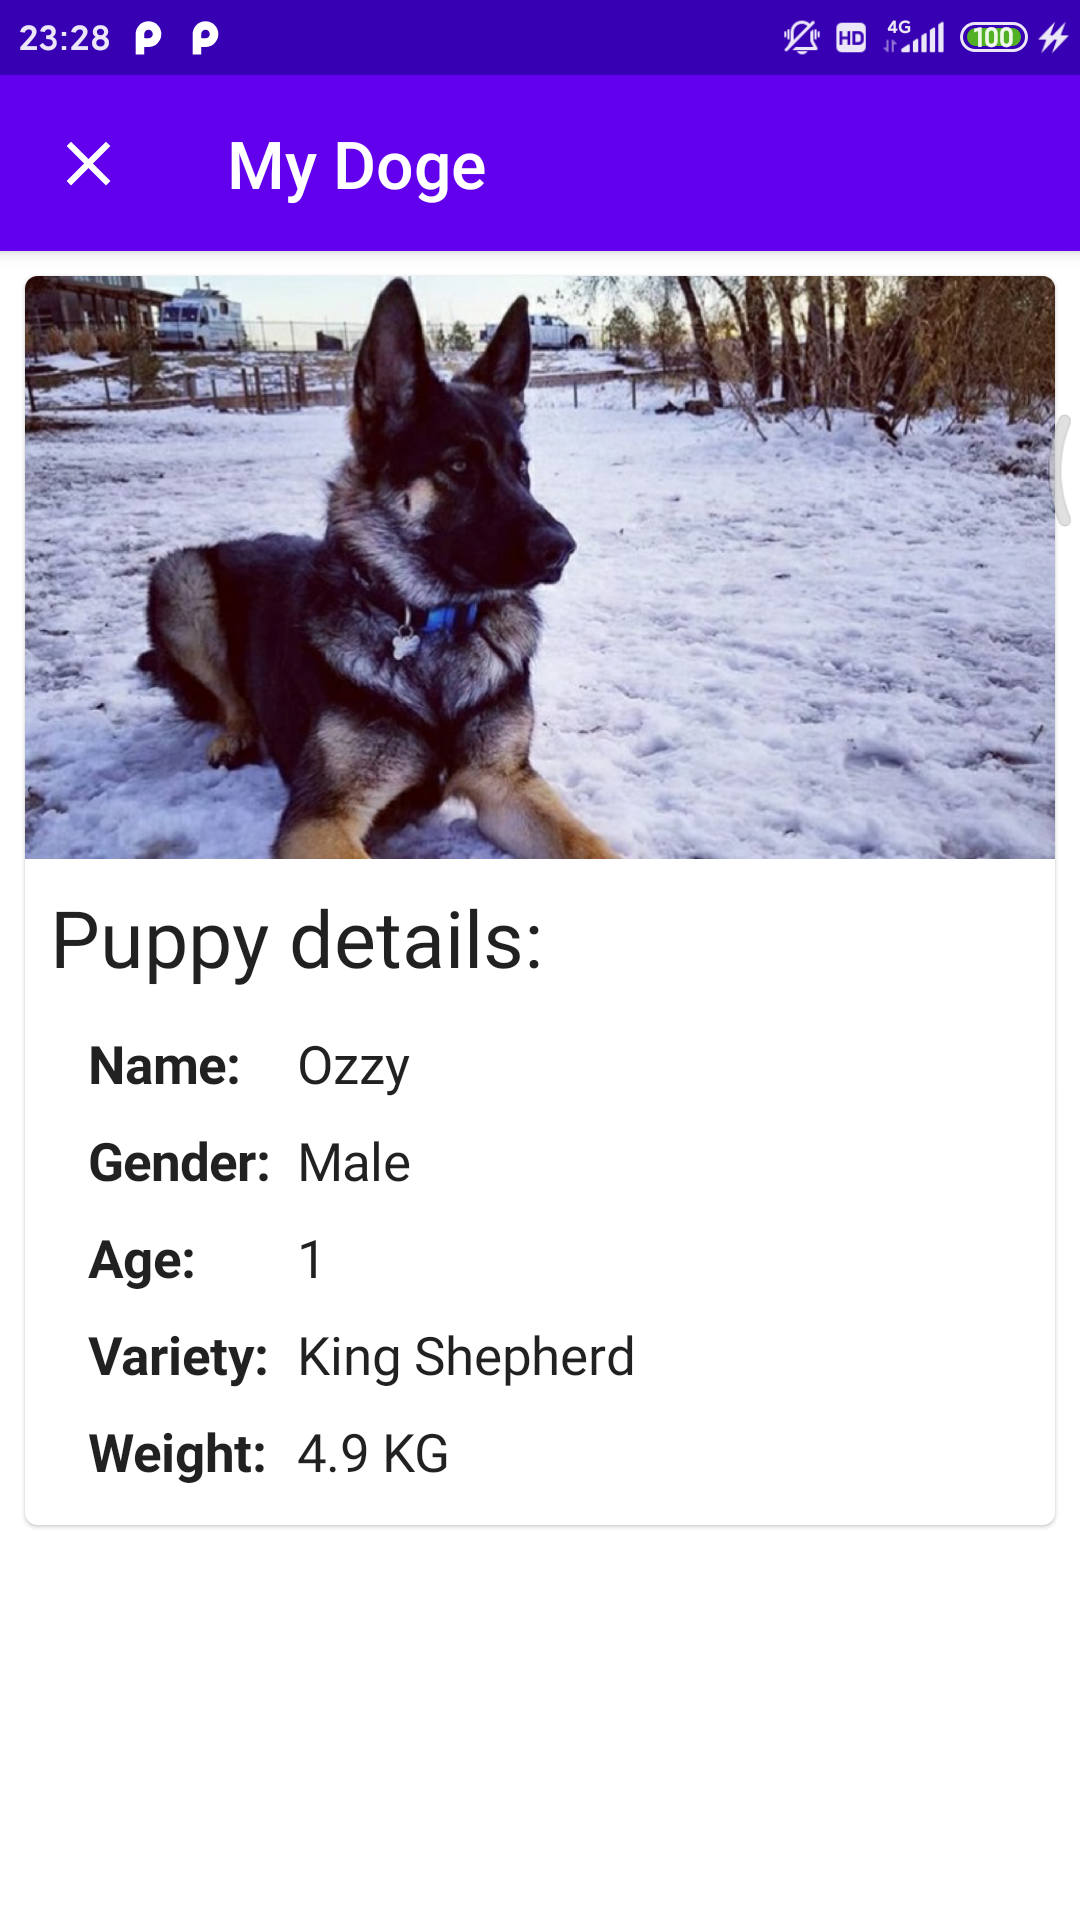 23:28 HD 4G 100
My Doge
Puppy details:
Name: Ozzy
Gender: Male
Age: 1
Variety: King Shepherd
Weight: 4.9 KG